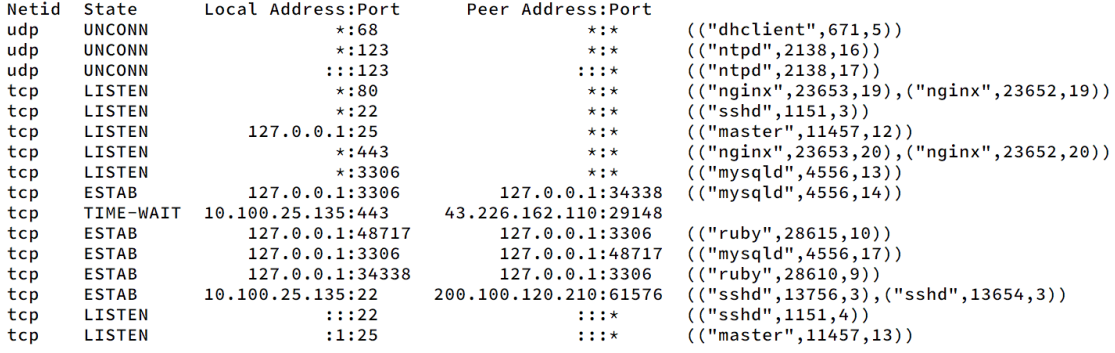 Netid State Local Address:Port Peer Address:Port
udp UNCONN *:68 *:* (("dhclient",671,5))
udp UNCONN *:123 *:* (("ntpd",2138,16))
udp UNCONN :::123 :::* (("ntpd",2138,17))
tcp LISTEN *:80 *:* (("nginx",23653,19),("nginx",23652,19))
tcp LISTEN *:22 *:* (("sshd",1151,3))
tcp LISTEN 127.0.0.1:25 *:* (("master",11457,12))
tcp LISTEN *:443 *:* (("nginx",23653,20),("nginx",23652,20))
tcp LISTEN *:3306 *:* (("mysqld",4556,13))
tcp ESTAB 127.0.0.1:3306 127.0.0.1:34338 (("mysqld",4556,14))
tcp TIME-WAIT 10.100.25.135:443 43.226.162.110:29148
tcp ESTAB 127.0.0.1:48717 127.0.0.1:3306 (("ruby",28615,10))
tcp ESTAB 127.0.0.1:3306 127.0.0.1:48717 (("mysqld",4556,17))
tcp ESTAB 127.0.0.1:34338 127.0.0.1:3306 (("ruby",28610,9))
tcp ESTAB 10.100.25.135:22 200.100.120.210:61576 (("sshd",13756,3),("sshd",13654,3))
tcp LISTEN :::22 :::* (("sshd",1151,4))
tcp LISTEN :1:25 :::* (("master",11457,13))